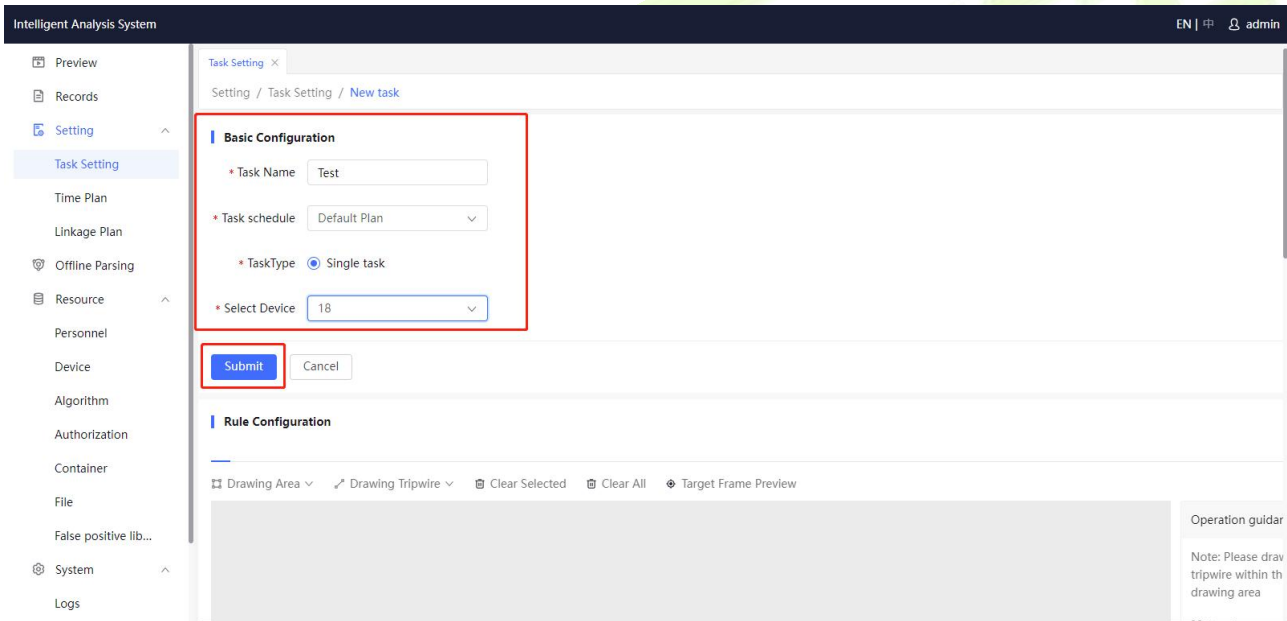 Intelligent Analysis System
EN | 中 admin
Preview
Records
Setting
Task Setting
Time Plan
Linkage Plan
Offline Parsing
Resource
Personnel
Device
Algorithm
Authorization
Container
File
False positive lib...
System
Logs
Task Setting ×
Setting / Task Setting / New task
Basic Configuration
* Task Name Test
* Task schedule Default Plan
* TaskType Single task
* Select Device 18
Submit Cancel
Rule Configuration
Drawing Area Drawing Tripwire Clear Selected Clear All Target Frame Preview
Operation guidar
Note: Please drav
tripwire within th
drawing area